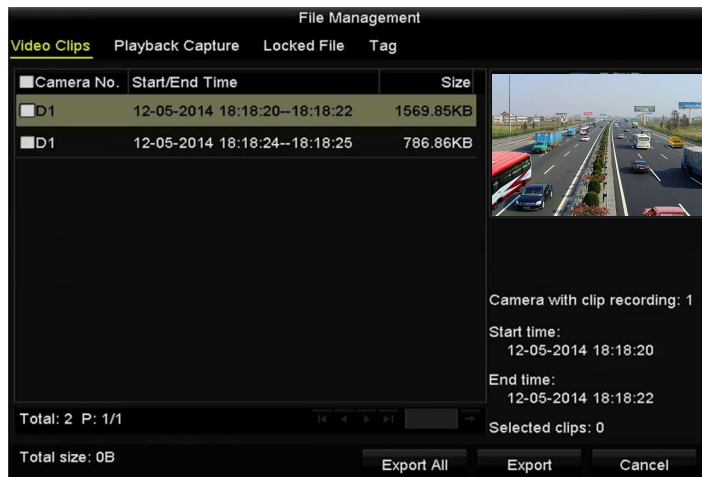 File Management
Video Clips Playback Capture Locked File Tag
Camera No. Start/End Time Size
D1 12-05-2014 18:18:20--18:18:22 1569.85KB
D1 12-05-2014 18:18:24--18:18:25 786.86KB
Camera with clip recording: 1
Start time:
12-05-2014 18:18:20
End time:
12-05-2014 18:18:22
Selected clips: 0
Total: 2 P: 1/1
Total size: 0B
Export All Export Cancel